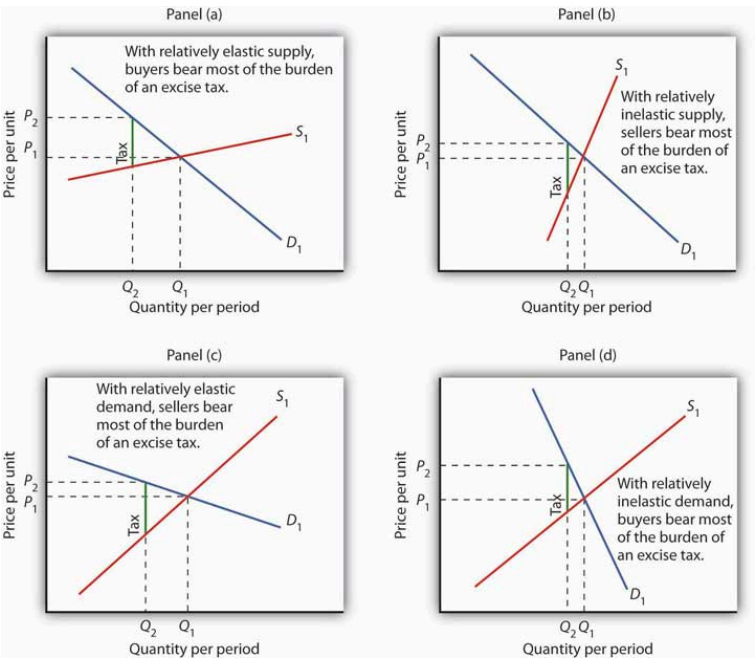 Panel (a)
With relatively elastic supply,
buyers bear most of the burden
of an excise tax.
Price per unit
P2
P1
Tax
S1
D1
Q2 Q1
Quantity per period
Panel (b)
S1
With relatively
inelastic supply,
sellers bear most
of the burden of
an excise tax.
Price per unit
P2
P1
Tax
D1
Q2 Q1
Quantity per period
Panel (c)
With relatively elastic
demand, sellers bear
most of the burden
of an excise tax.
S1
Price per unit
P2
P1
Tax
D1
Q2 Q1
Quantity per period
Panel (d)
S1
Price per unit
P2
P1
Tax
With relatively
inelastic demand,
buyers bear most
of the burden of
an excise tax.
D1
Q2 Q1
Quantity per period